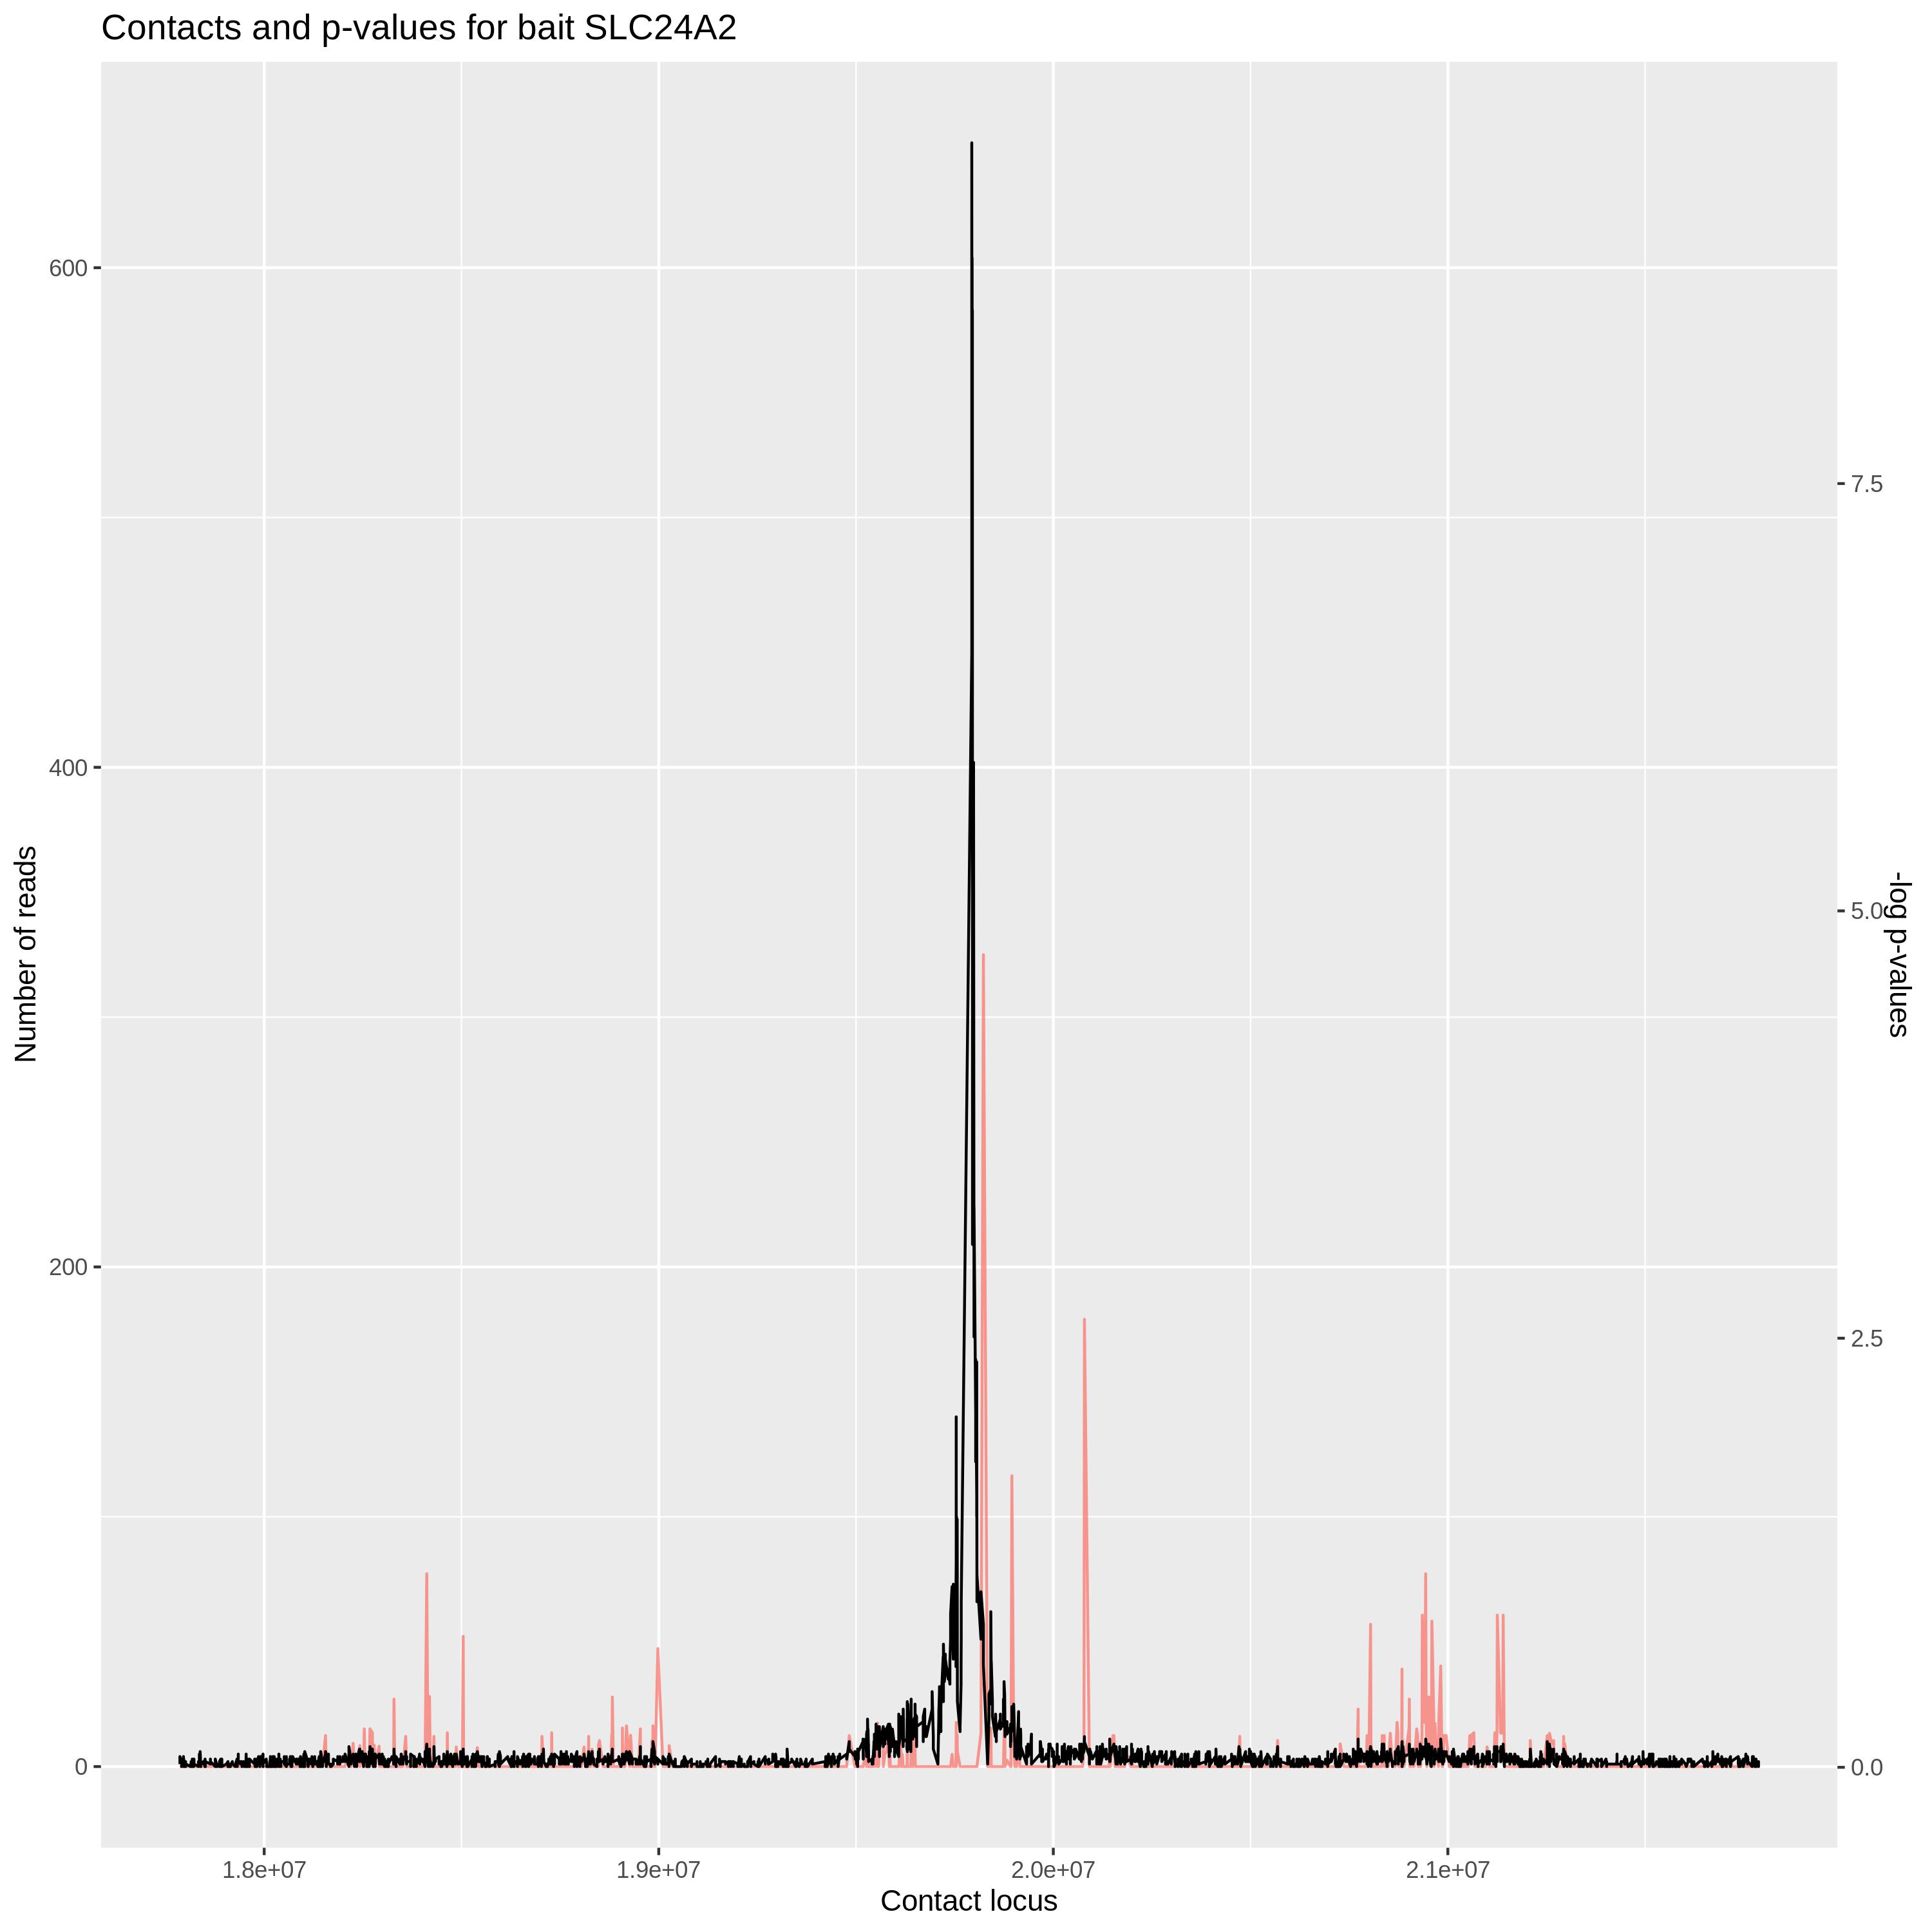 Contacts and p-values for bait SLC24A2
600
400
200
0
Number of reads
7.5
5.0
2.5
0.0
-log p-values
1.8e+07
1.9e+07
2.0e+07
2.1e+07
Contact locus